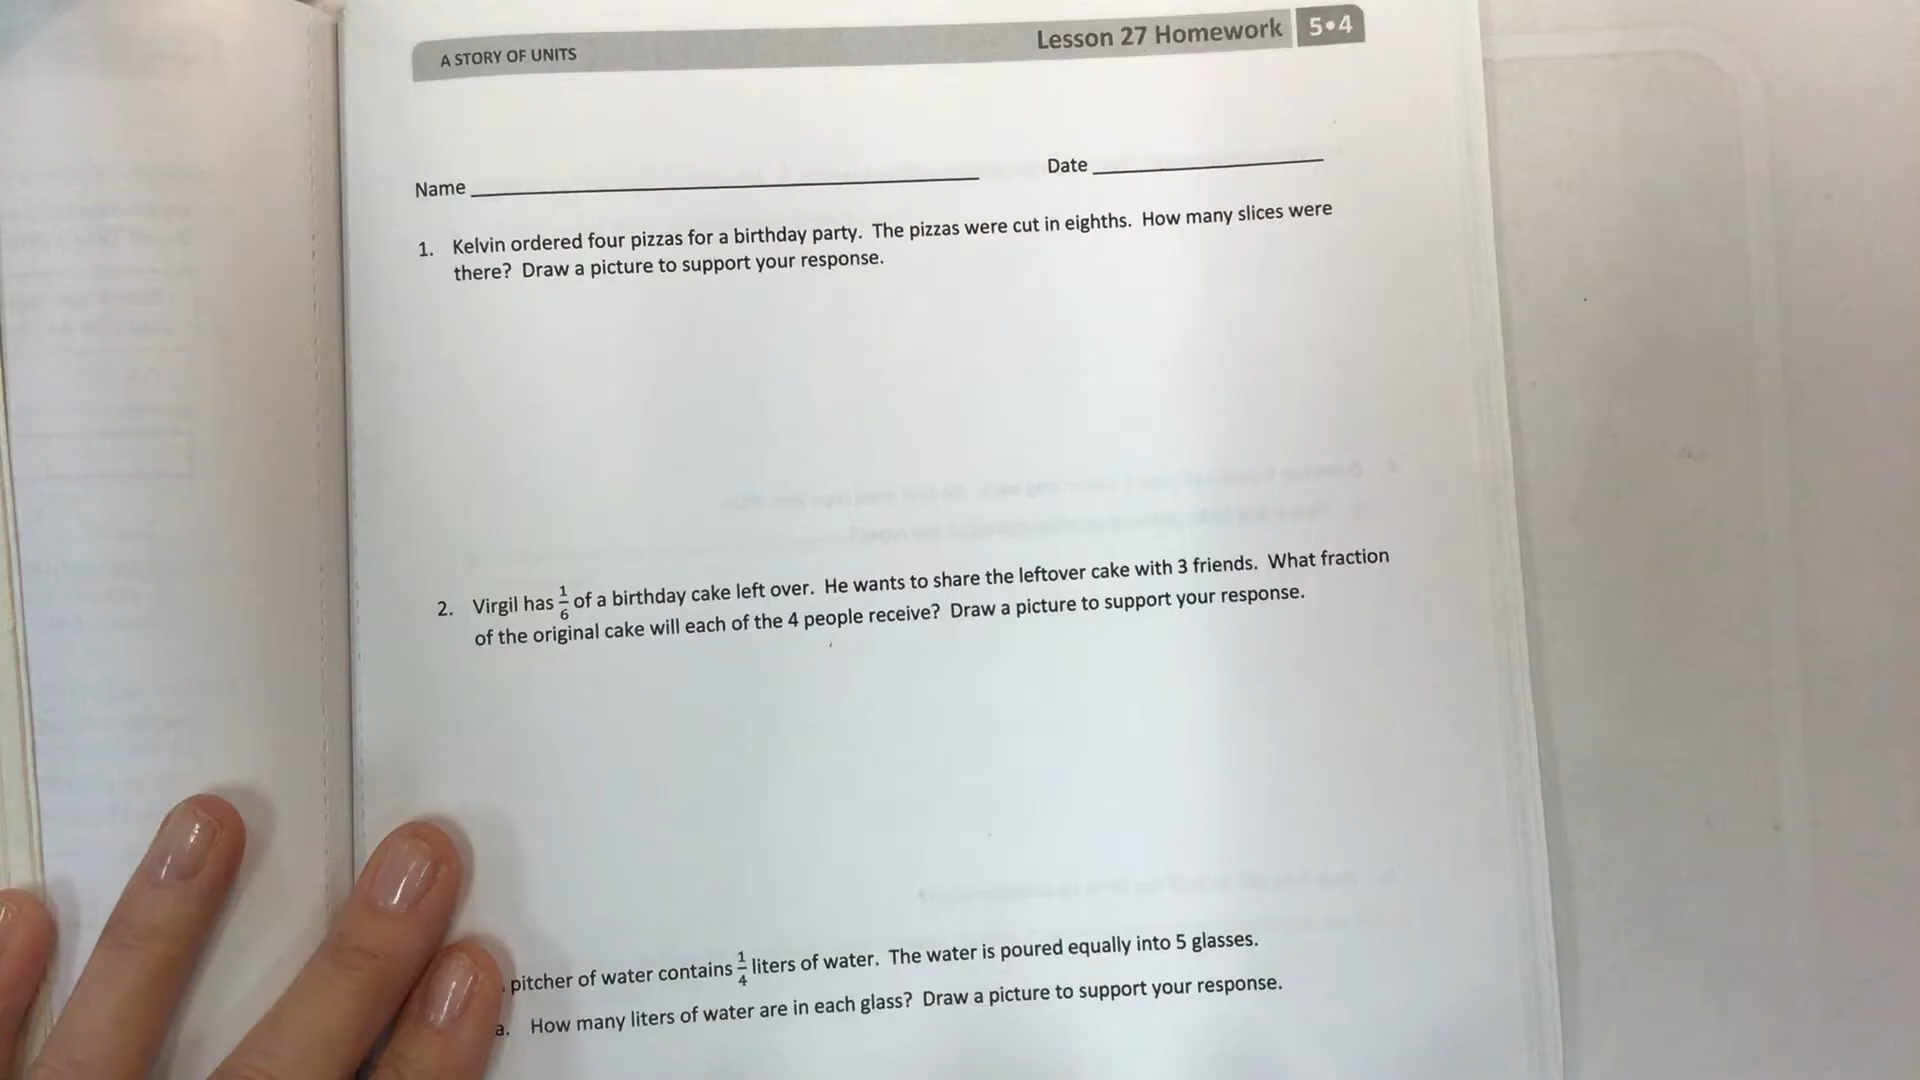 A STORY OF UNITS
Lesson 27 Homework 5•4
Name
Date
1. Kelvin ordered four pizzas for a birthday party. The pizzas were cut in eighths. How many slices were
there? Draw a picture to support your response.
2. Virgil has 1/6 of a birthday cake left over. He wants to share the leftover cake with 3 friends. What fraction
of the original cake will each of the 4 people receive? Draw a picture to support your response.
pitcher of water contains 1/4 liters of water. The water is poured equally into 5 glasses.
a. How many liters of water are in each glass? Draw a picture to support your response.